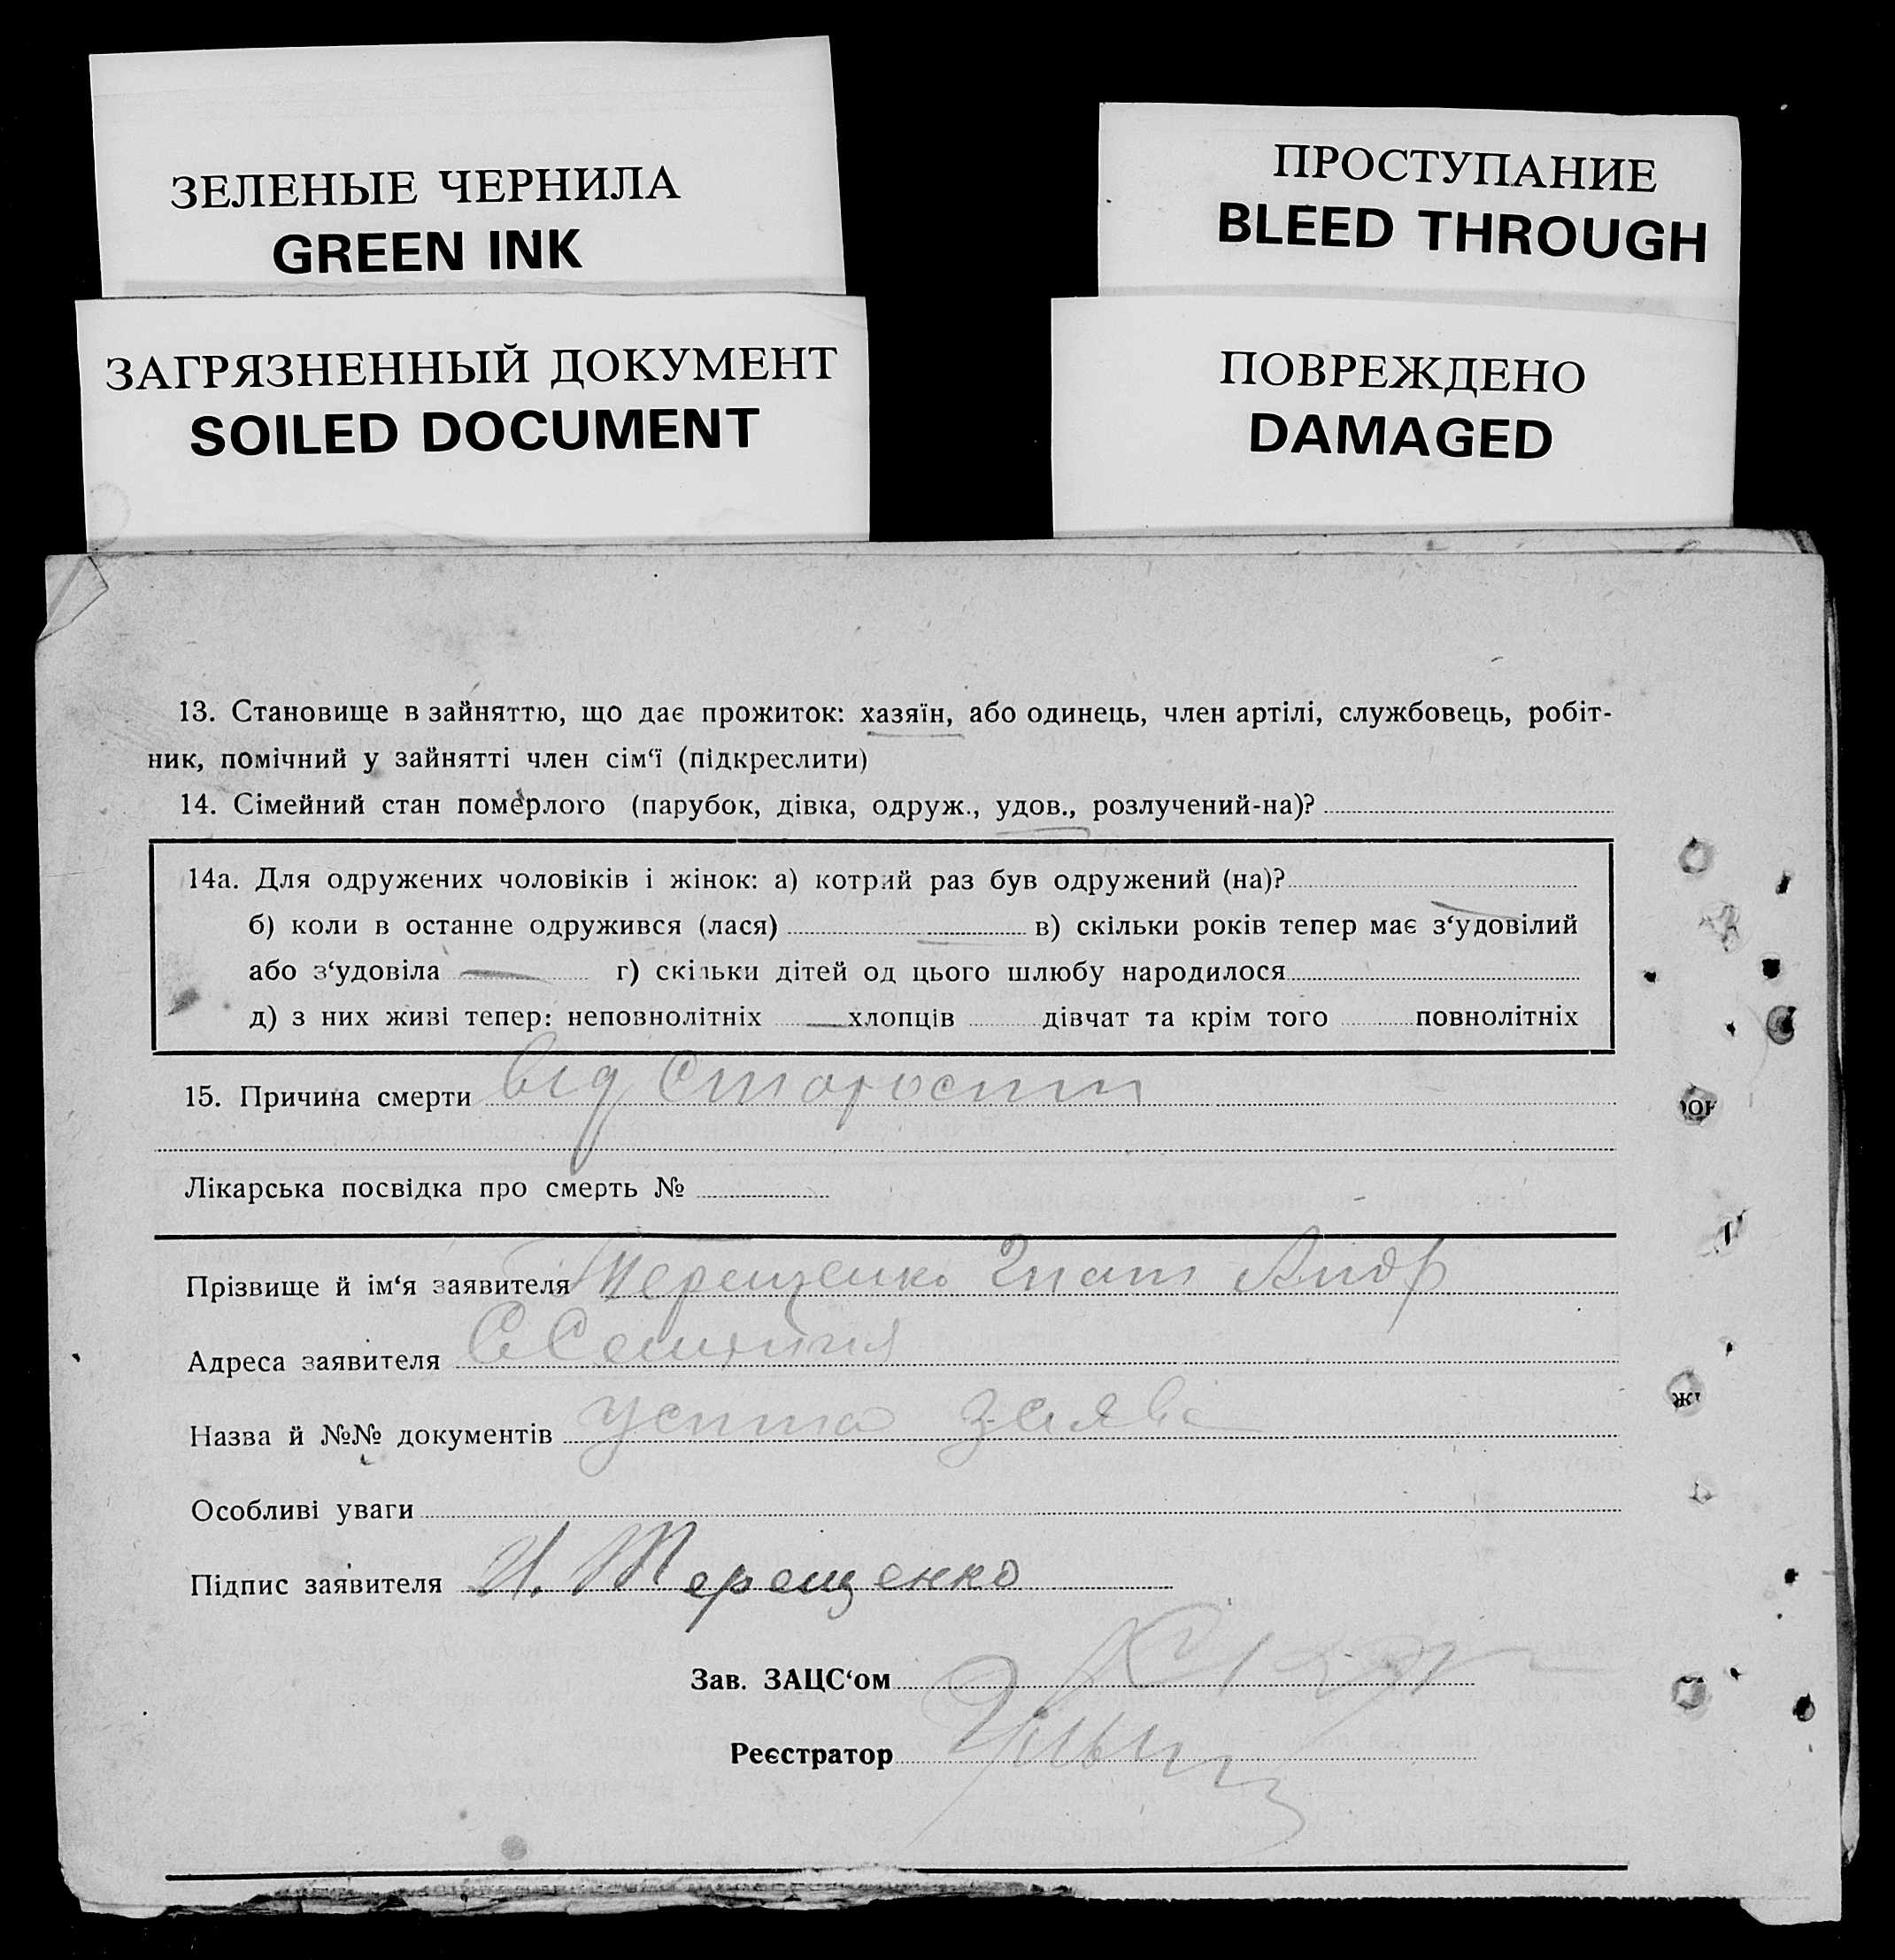 ЗЕЛЕНЫЕ ЧЕРНИЛА
GREEN INK
ПРОСТУПАНИЕ
BLEED THROUGH
ЗАГРЯЗНЕННЫЙ ДОКУМЕНТ
SOILED DOCUMENT
ПОВРЕЖДЕНО
DAMAGED
13. Становище в зайняттю, що дає прожиток: хазяїн, або одинець, член артілі, службовець, робіт-
ник, помічний у зайнятті член сім‘ї (підкреслити)
14. Сімейний стан померлого (парубок, дівка, одруж., удов., розлучений-на)?
14а. Для одружених чоловіків і жінок: а) котрий раз був одружений (на)?
б) коли в останне одружився (лася) в) скільки років тепер має з‘удовілий
або з‘удовіла г) скільки дітей од цього шлюбу народилося
д) з них живі тепер: неповнолітніх хлопців дівчат та крім того повнолітніх
15. Причина смерти від старости
Лікарська посвідка про смерть №
Прізвище й ім‘я заявителя Терещенко Гнат Андр
Адреса заявителя
Назва й №№ документів устна заява
Особливі уваги
Підпис заявителя И. Терещенко
Зав. ЗАЦС‘ом
Реєстратор